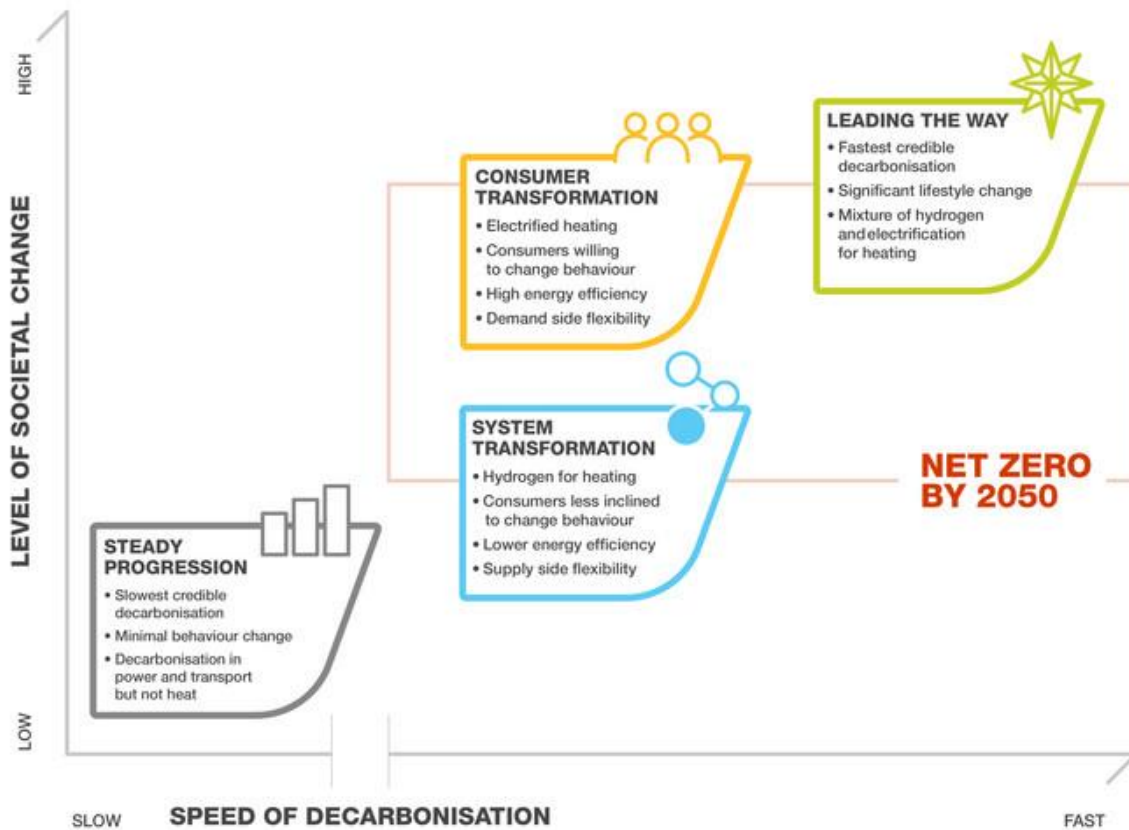 HIGH
LEVEL OF SOCIETAL CHANGE
LOW
LEADING THE WAY
• Fastest credible
decarbonisation
• Significant lifestyle change
• Mixture of hydrogen
and electrification
for heating
CONSUMER
TRANSFORMATION
• Electrified heating
• Consumers willing
to change behaviour
• High energy efficiency
• Demand side flexibility
SYSTEM
TRANSFORMATION
• Hydrogen for heating
• Consumers less inclined
to change behaviour
• Lower energy efficiency
• Supply side flexibility
NET ZERO
BY 2050
STEADY
PROGRESSION
• Slowest credible
decarbonisation
• Minimal behaviour change
• Decarbonisation in
power and transport
but not heat
SLOW
SPEED OF DECARBONISATION
FAST